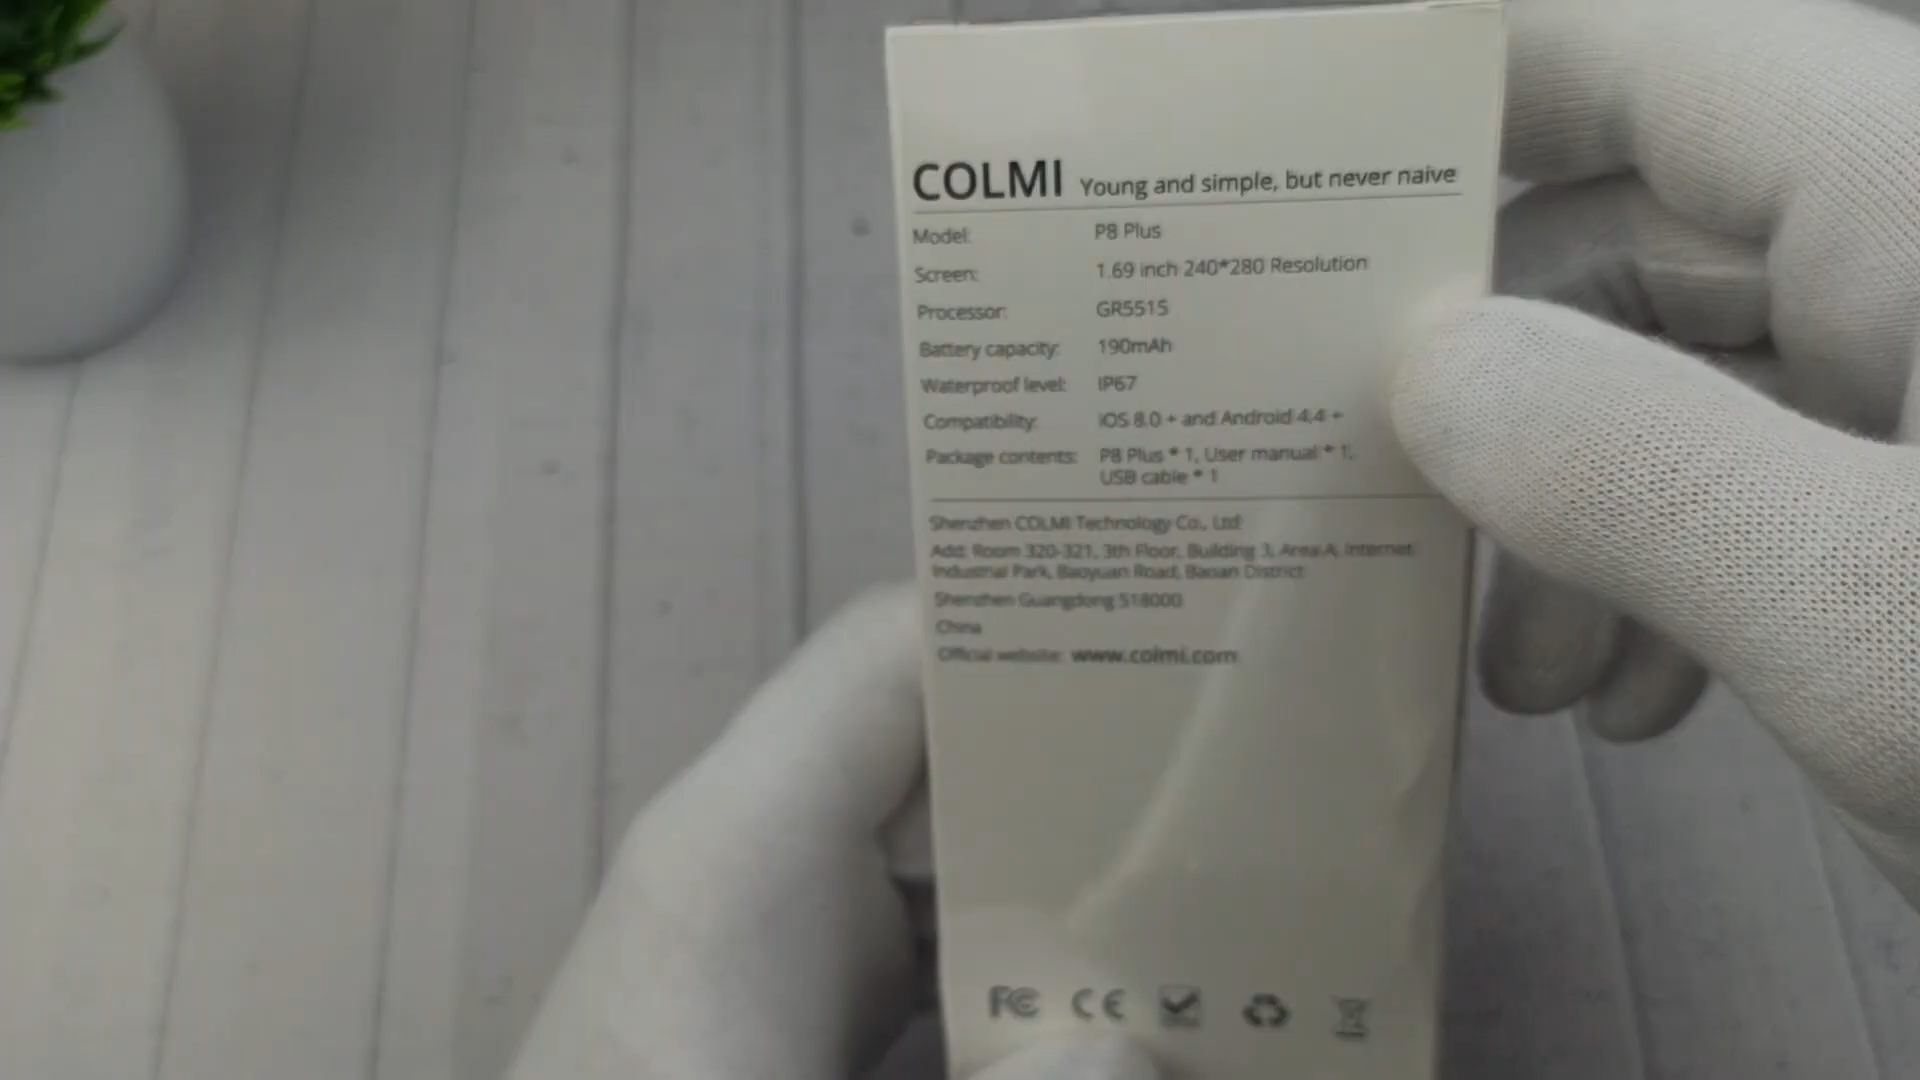 COLMI Young and simple, but never naive
Model: P8 Plus
Screen: 1.69 inch 240*280 Resolution
Processor: GR5515
Battery capacity: 190mAh
Waterproof level: IP67
Compatibility: iOS 8.0 + and Android 4.4 +
Package contents: P8 Plus * 1, User manual * 1,
USB cable * 1
Shenzhen COLMI Technology Co., Ltd
Add: Room 320-321, 3th Floor, Building 3, Area A, Internet
Industrial Park, Baoyuan Road, Baoan District
Shenzhen Guangdong 518000
China
Official website: www.colmi.com
FC CE